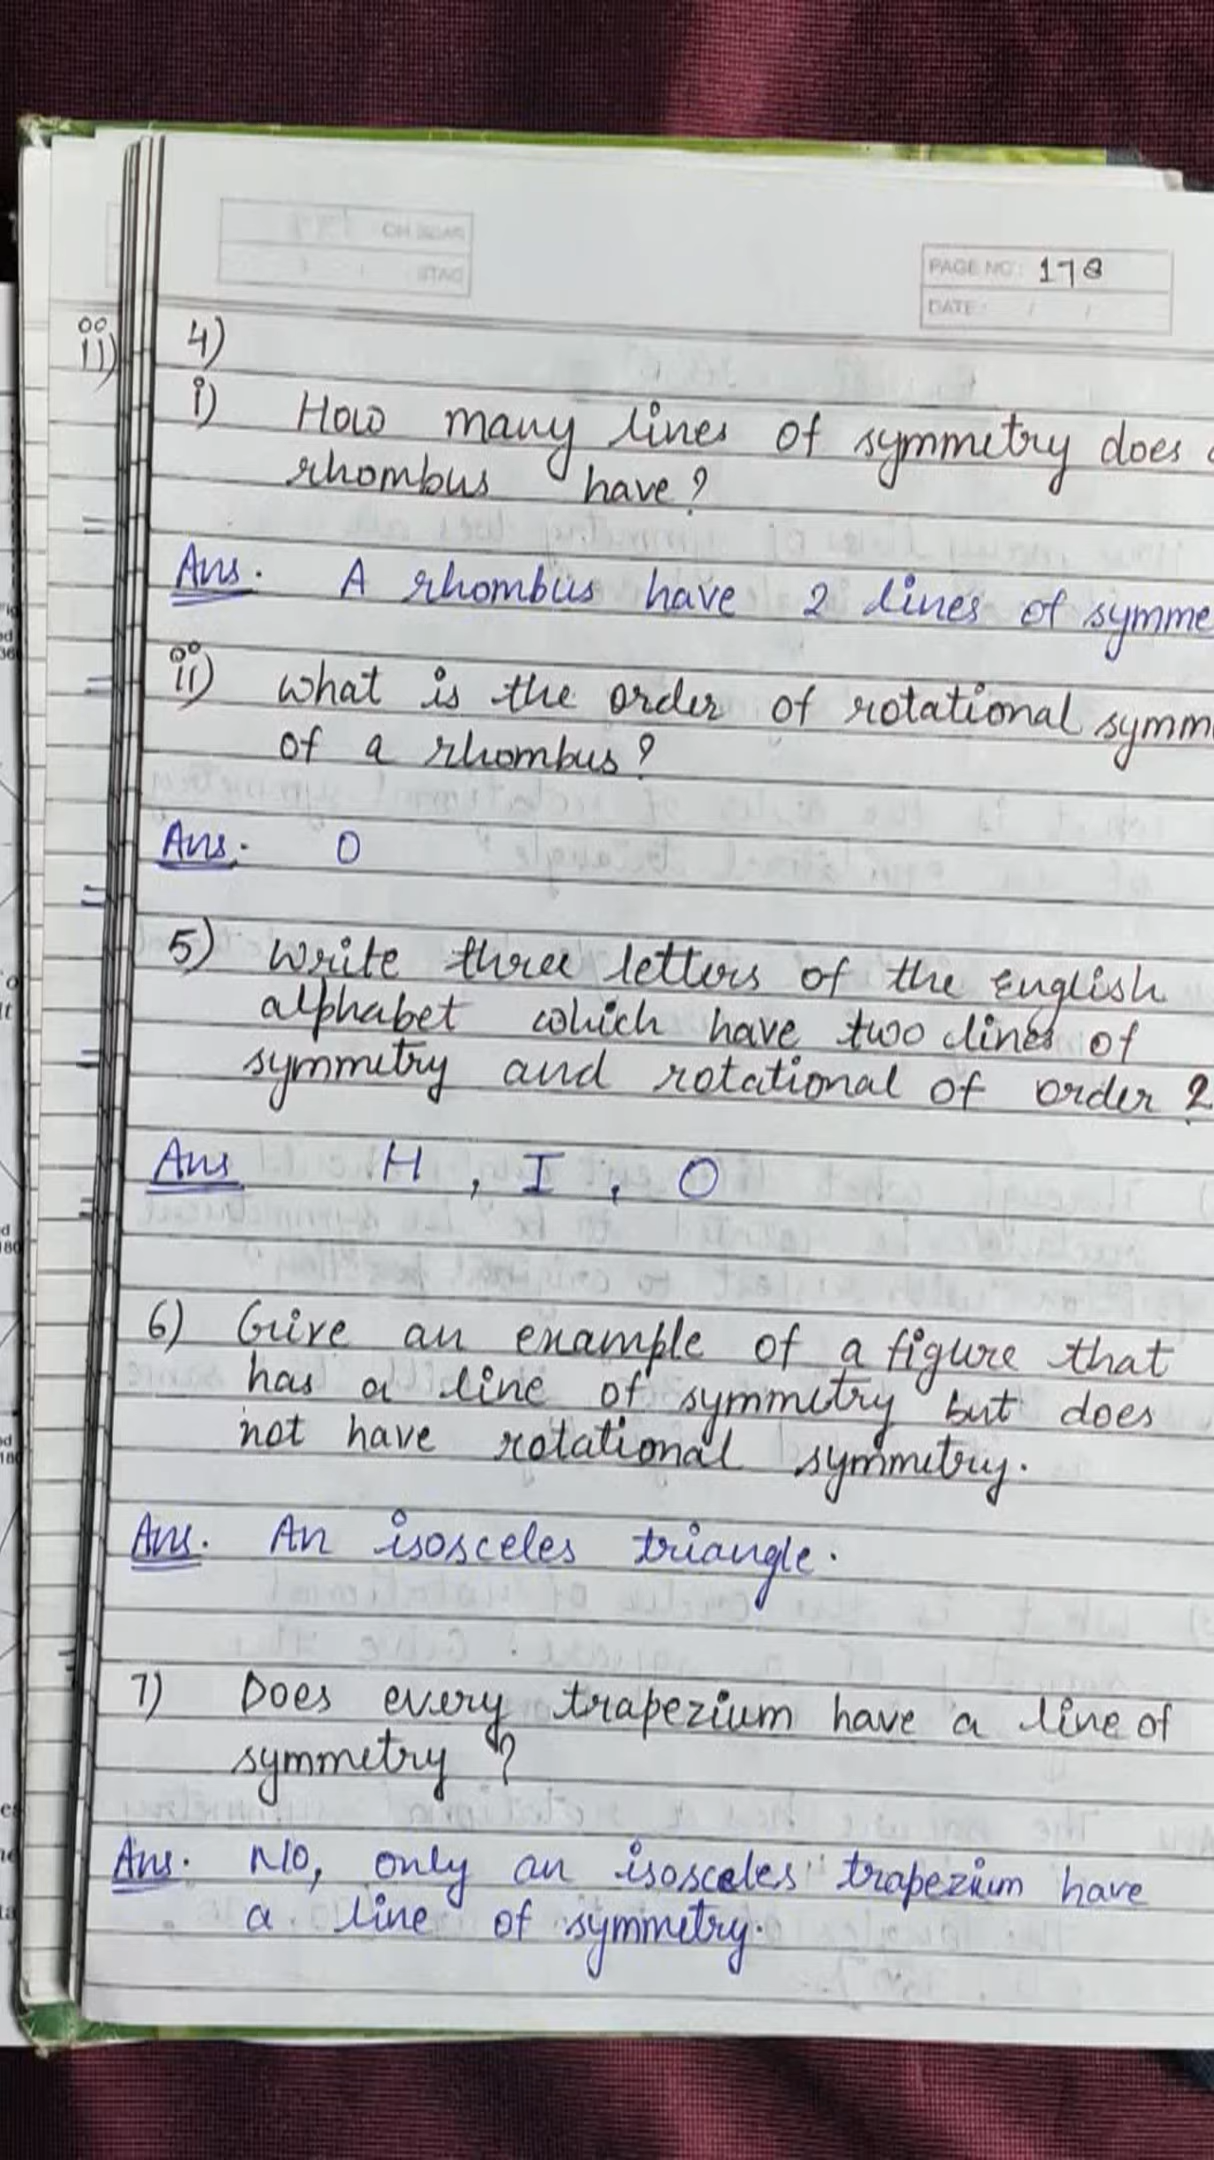 PAGE NO: 178
DATE: / /
ii)
4)
i) How many lines of symmetry does
rhombus have?
Ans. A rhombus have 2 lines of symme
ii) what is the order of rotational symm
of a rhombus?
Ans. 0
5) Write three letters of the English
alphabet which have two lines of
symmetry and rotational of order 2
Ans H, I, O
6) Give an example of a figure that
has a line of symmetry but does
not have rotational symmetry.
Ans. An isosceles triangle.
7) Does every trapezium have a line of
symmetry?
Ans. No, only an isosceles trapezium have
a line of symmetry.